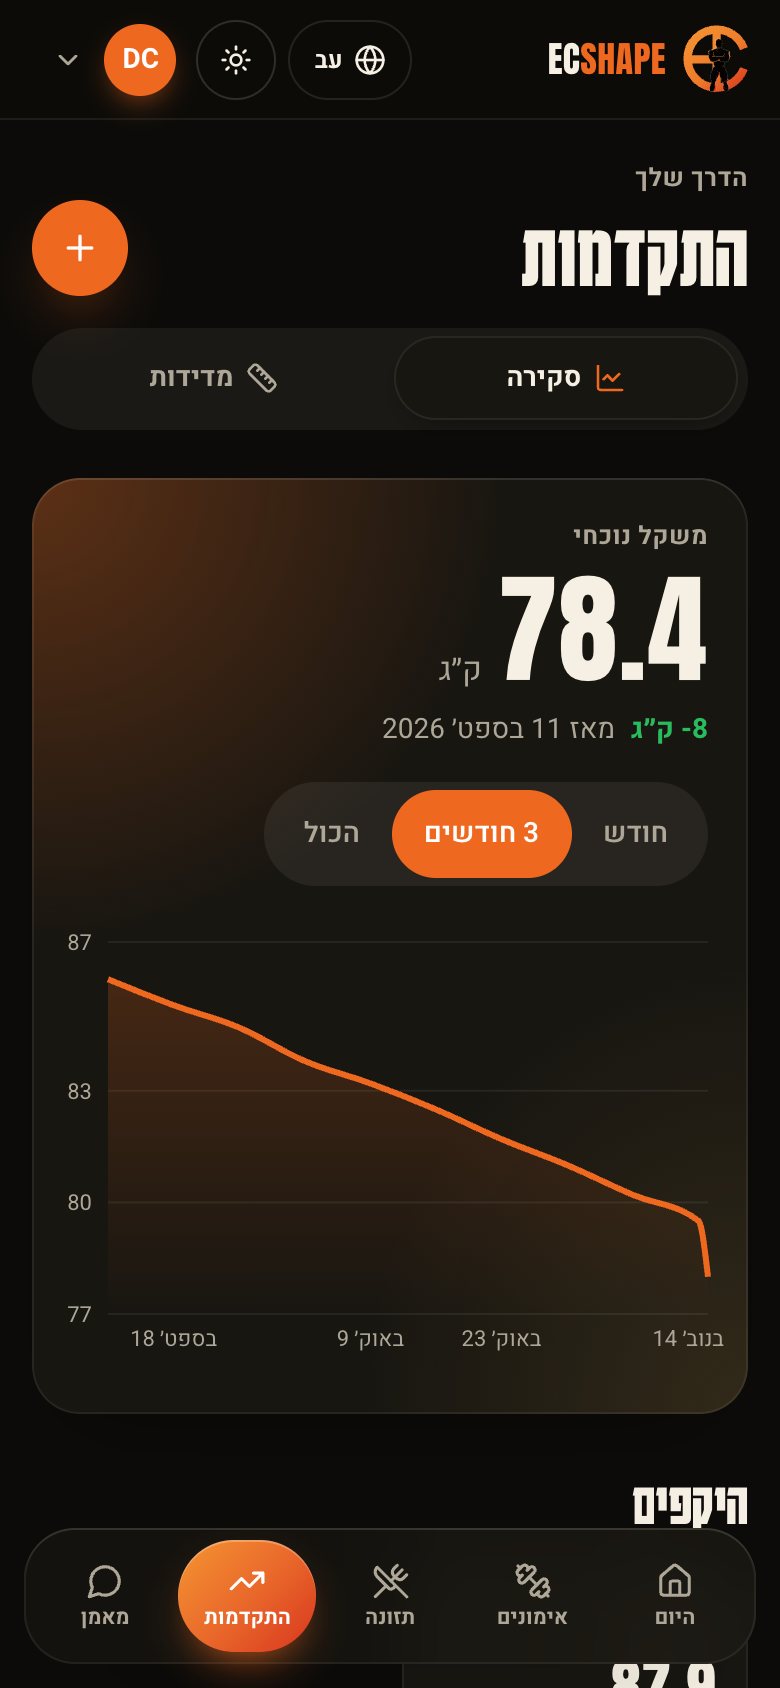 ECSHAPE
עב
DC
הדרך שלך
התקדמות
סקירה
מדידות
משקל נוכחי
78.4 ק״ג
-8 ק״ג מאז 11 בספט׳ 2026
חודש
3 חודשים
הכול
87
83
80
77
18 בספט׳
9 באוק׳
23 באוק׳
14 בנוב׳
היקפים
היום
אימונים
תזונה
התקדמות
מאמן
87.9